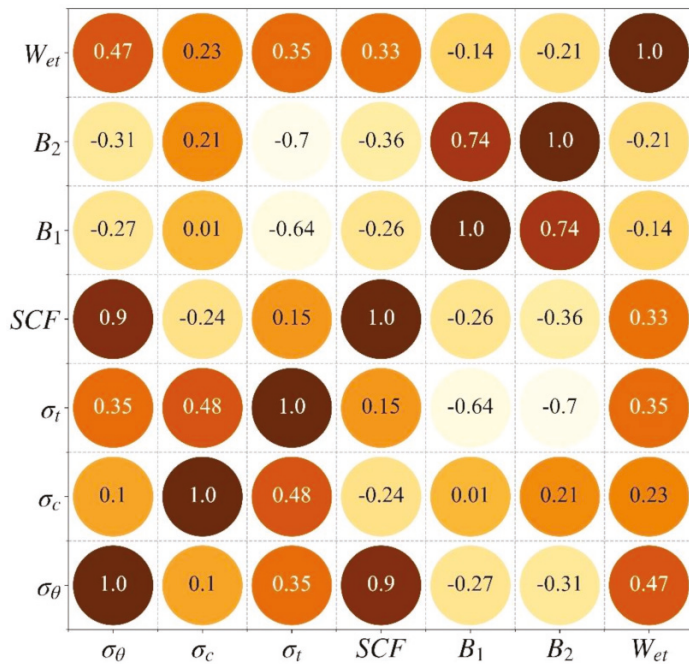 W_et 0.47 0.23 0.35 0.33 -0.14 -0.21 1.0
B_2 -0.31 0.21 -0.7 -0.36 0.74 1.0 -0.21
B_1 -0.27 0.01 -0.64 -0.26 1.0 0.74 -0.14
SCF 0.9 -0.24 0.15 1.0 -0.26 -0.36 0.33
σ_t 0.35 0.48 1.0 0.15 -0.64 -0.7 0.35
σ_c 0.1 1.0 0.48 -0.24 0.01 0.21 0.23
σ_θ 1.0 0.1 0.35 0.9 -0.27 -0.31 0.47
σ_θ σ_c σ_t SCF B_1 B_2 W_et